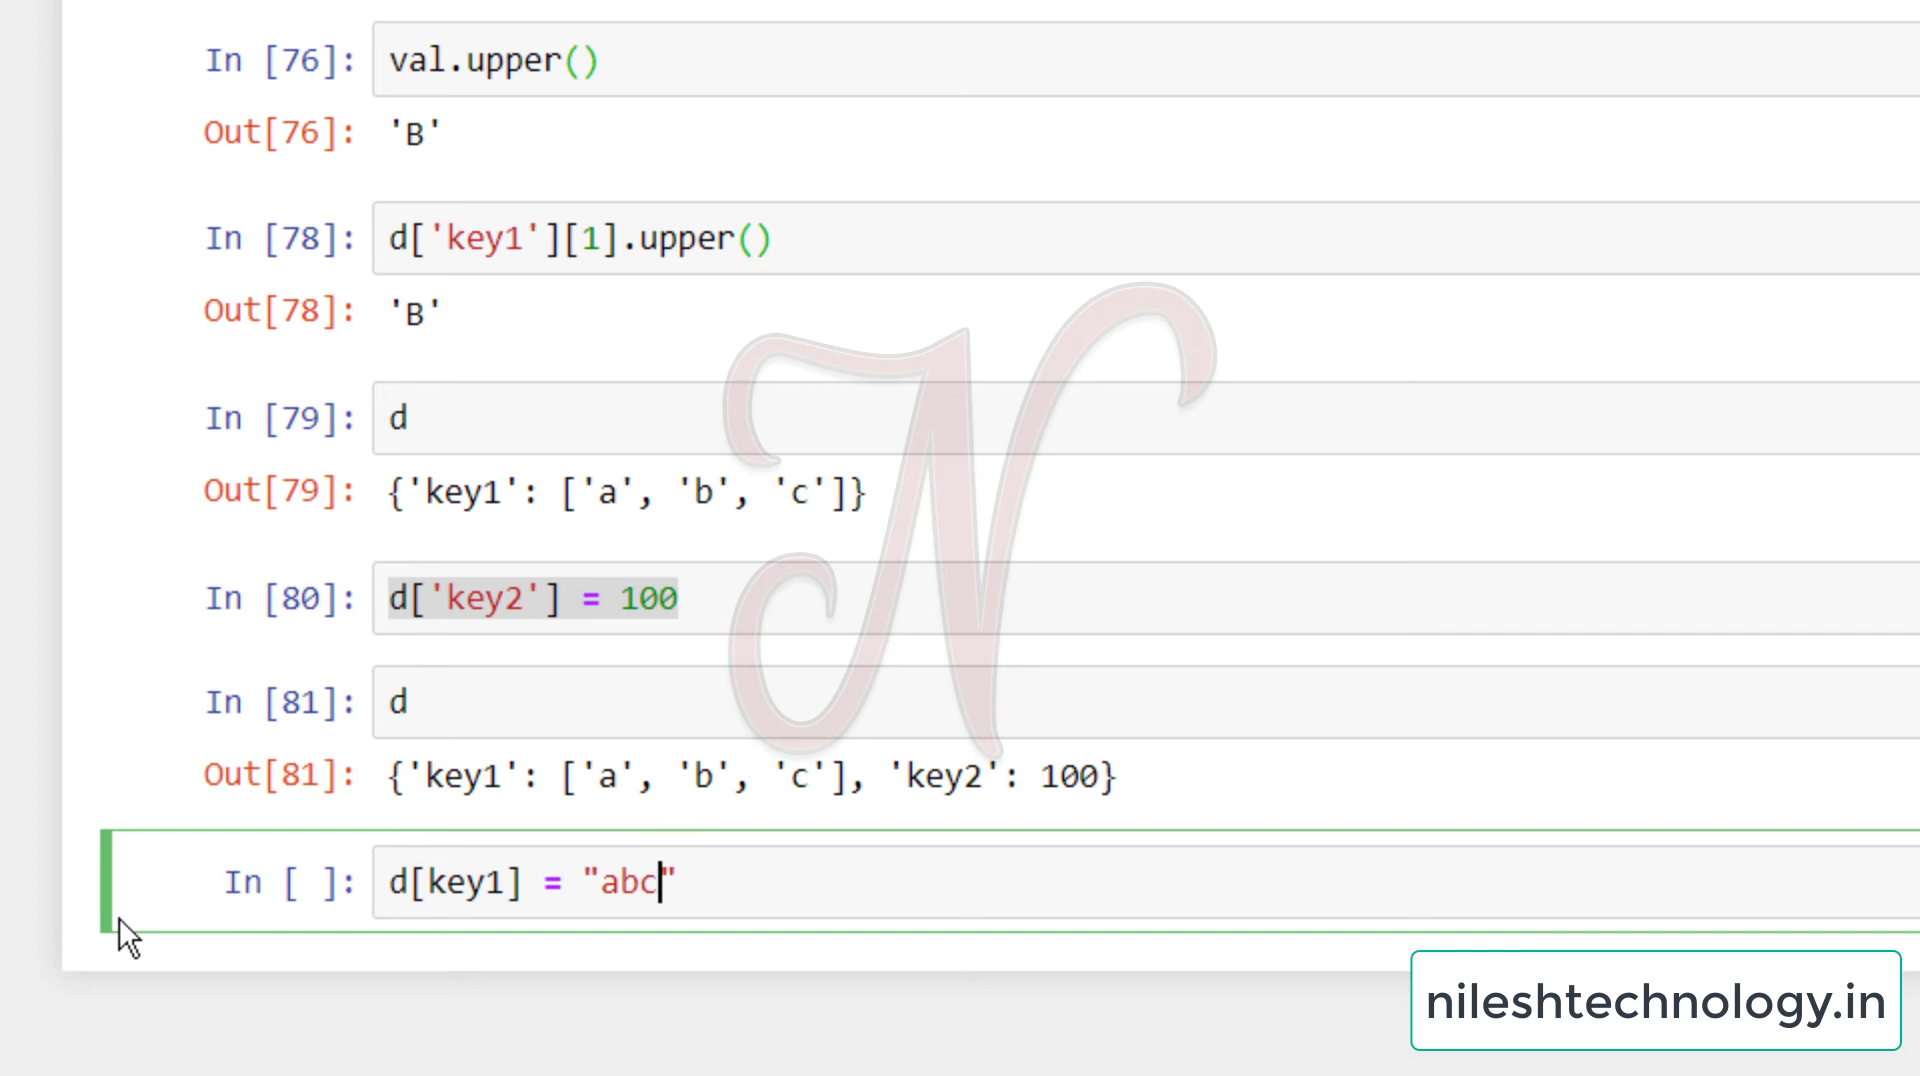 In [76]: val.upper()
Out[76]: 'B'
In [78]: d['key1'][1].upper()
Out[78]: 'B'
In [79]: d
Out[79]: {'key1': ['a', 'b', 'c']}
In [80]: d['key2'] = 100
In [81]: d
Out[81]: {'key1': ['a', 'b', 'c'], 'key2': 100}
In [ ]: d[key1] = "abc"
N
nileshtechnology.in